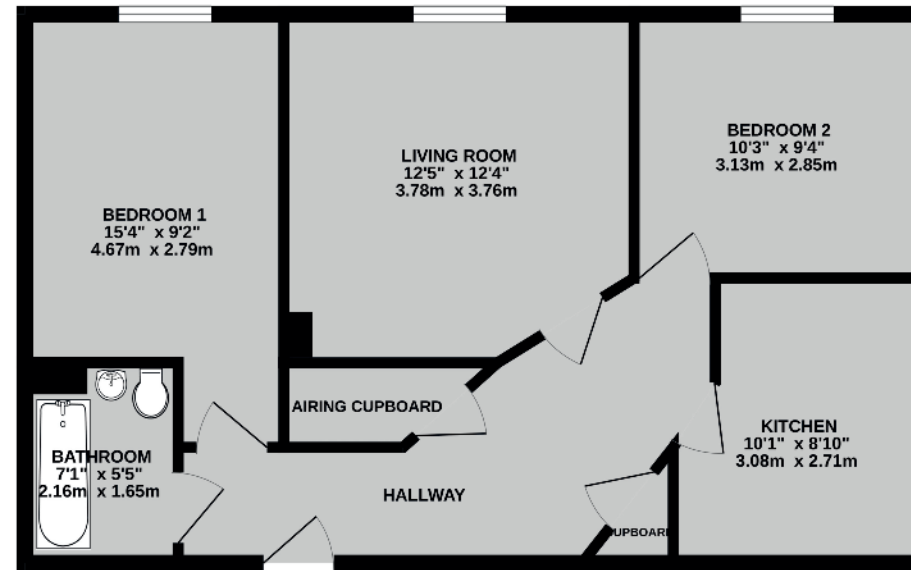 BEDROOM 1
15'4" x 9'2"
4.67m x 2.79m
LIVING ROOM
12'5" x 12'4"
3.78m x 3.76m
BEDROOM 2
10'3" x 9'4"
3.13m x 2.85m
AIRING CUPBOARD
BATHROOM
7'1" x 5'5"
2.16m x 1.65m
HALLWAY
KITCHEN
10'1" x 8'10"
3.08m x 2.71m
CUPBOARD